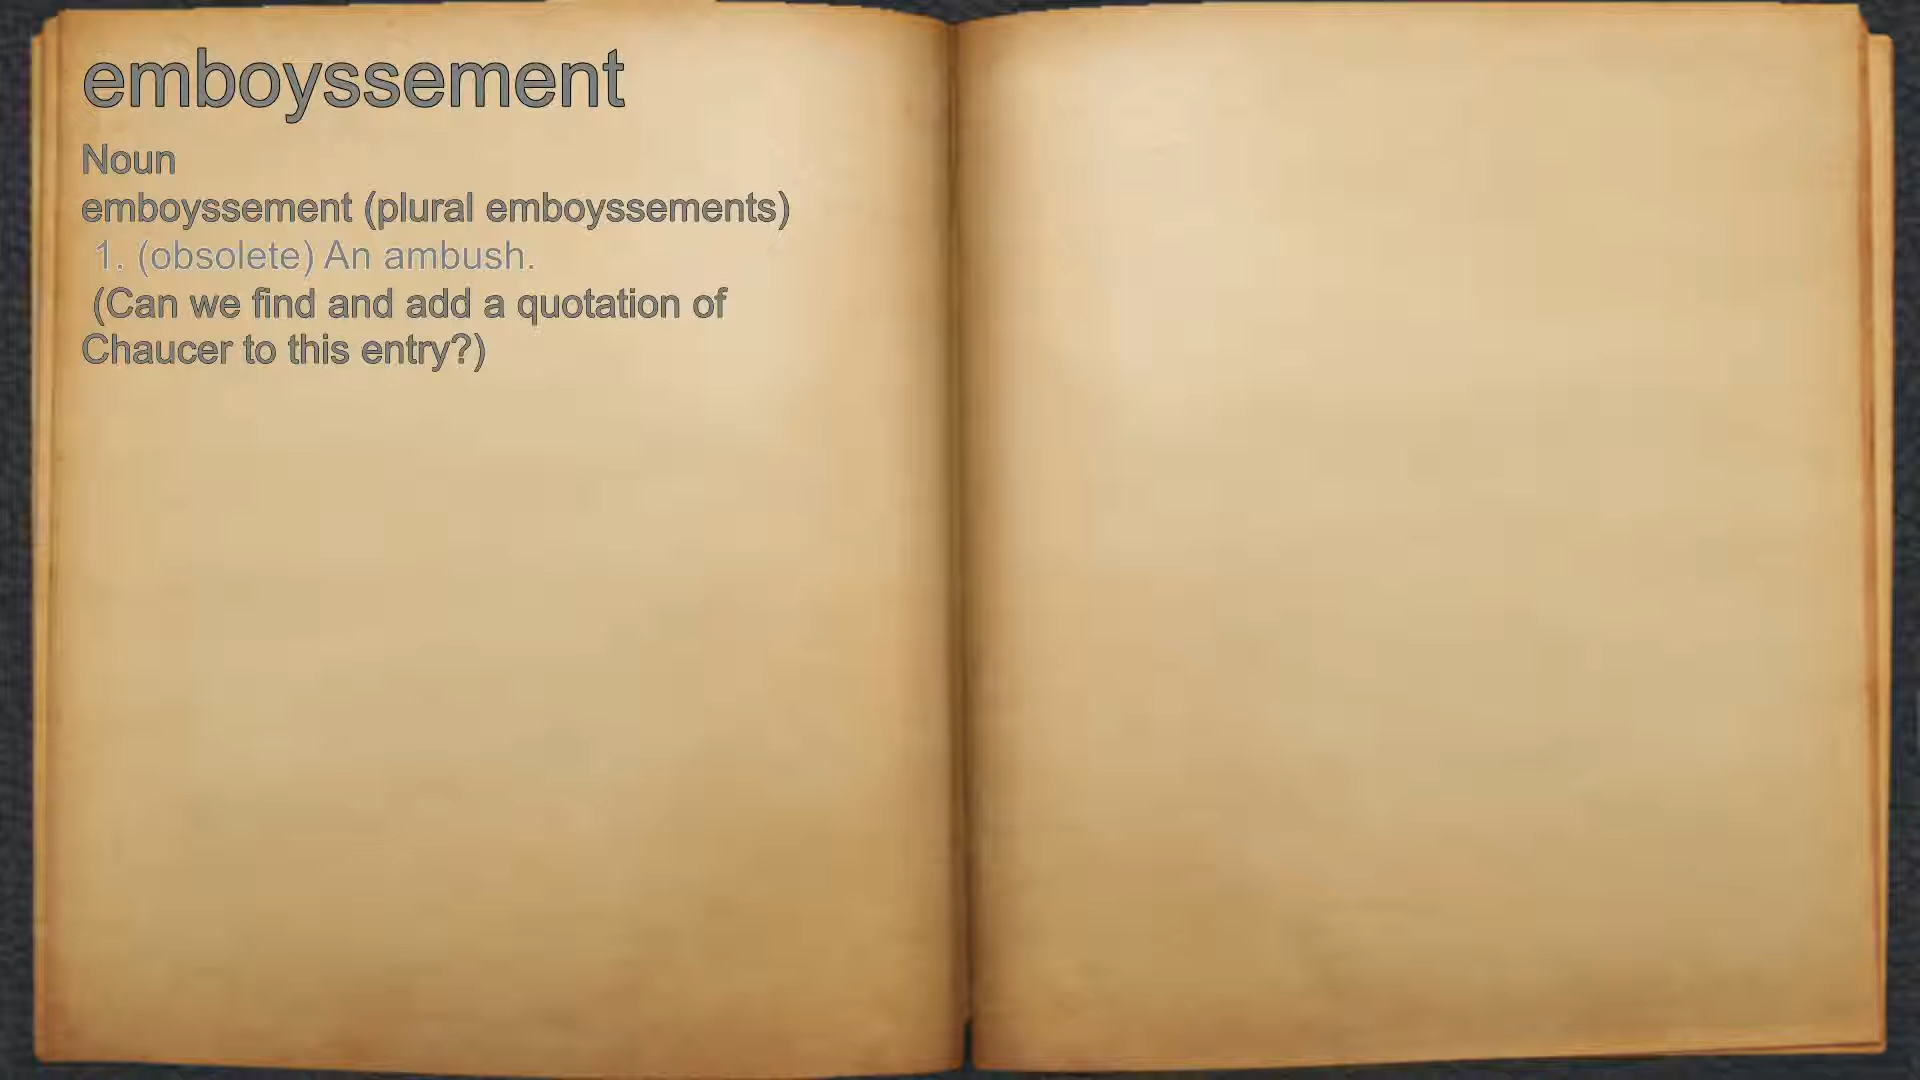 emboyssement
Noun
emboyssement (plural emboyssements)
1. (obsolete) An ambush.
(Can we find and add a quotation of
Chaucer to this entry?)